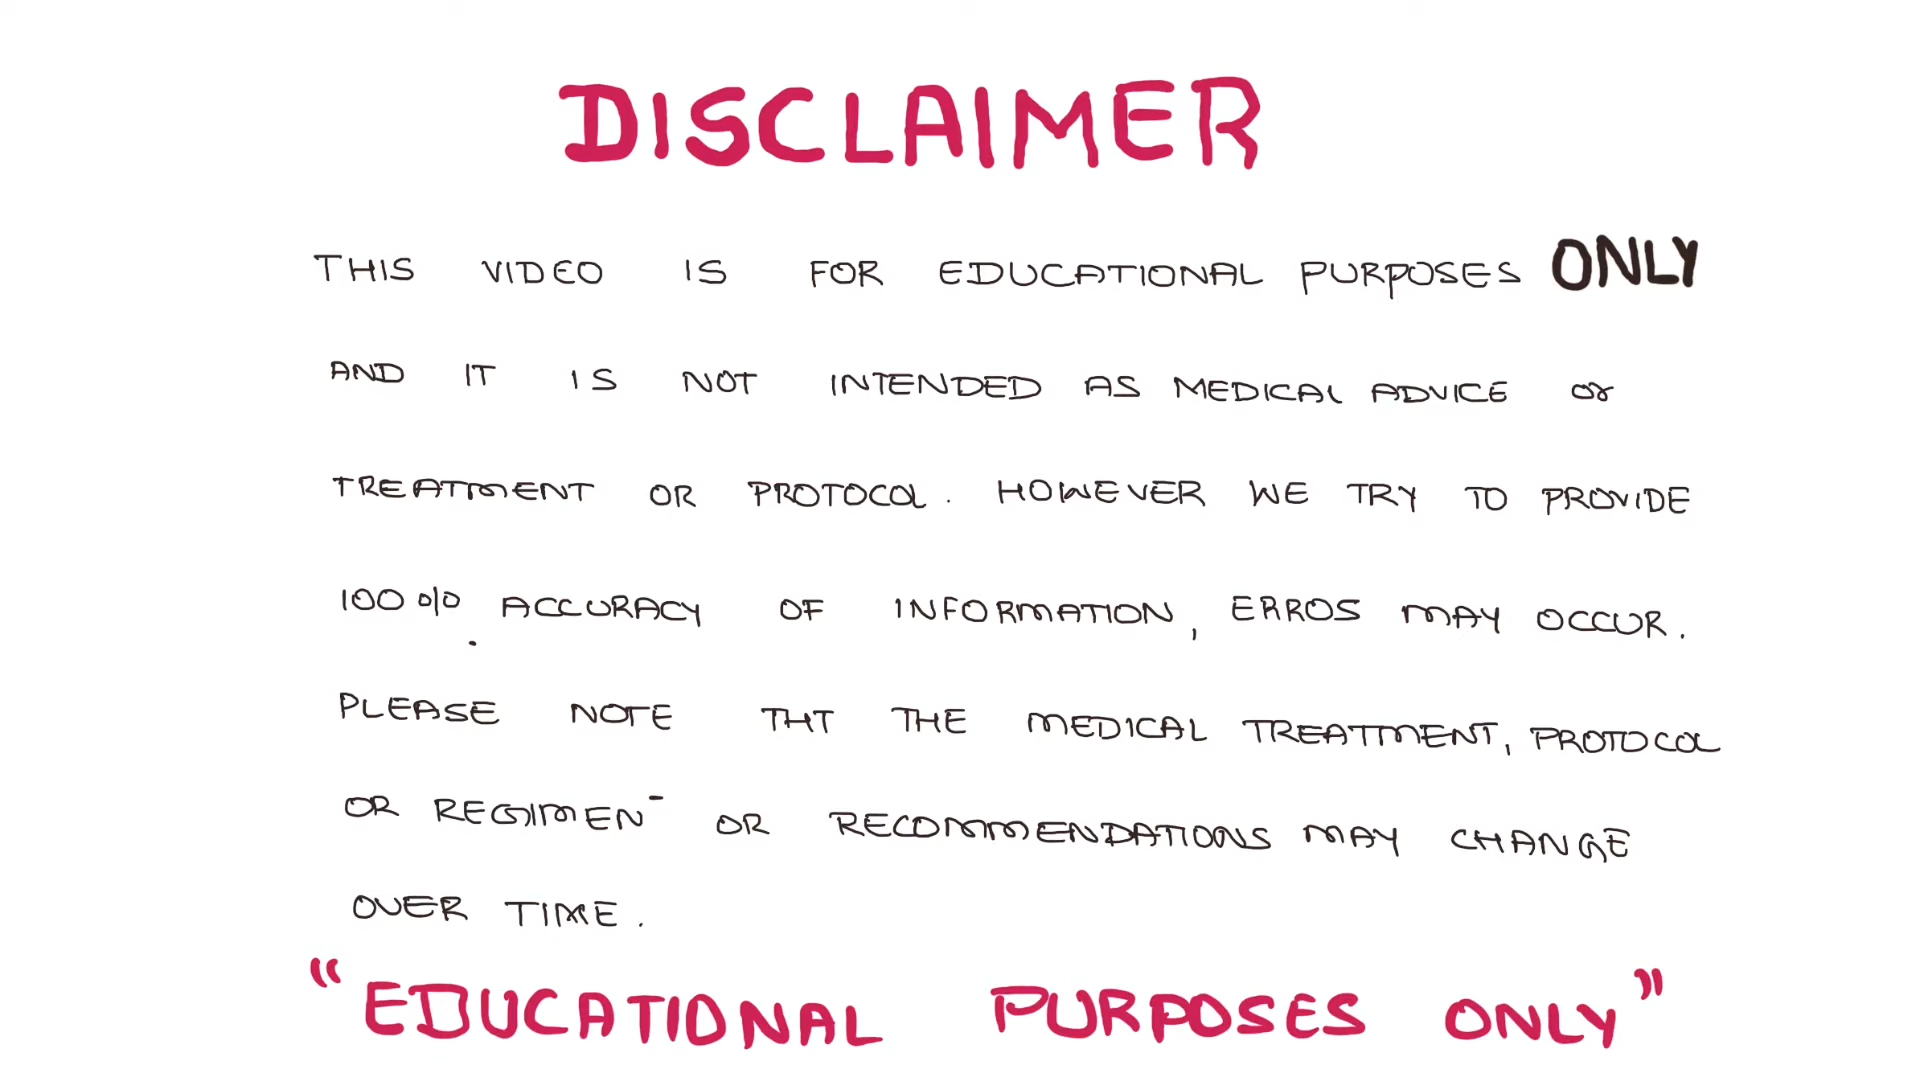 DISCLAIMER
THIS VIDEO IS FOR EDUCATIONAL PURPOSES ONLY
AND IT IS NOT INTENDED AS MEDICAL ADVICE or
TREATMENT OR PROTOCOL. HOWEVER WE TRY TO PROVIDE
100% ACCURACY OF INFORMATION, ERROS MAY OCCUR.
PLEASE NOTE THT THE MEDICAL TREATMENT, PROTOCOL
OR REGIMEN- OR RECOMMENDATIONS MAY CHANGE
OVER TIME.
"EDUCATIONAL PURPOSES ONLY"